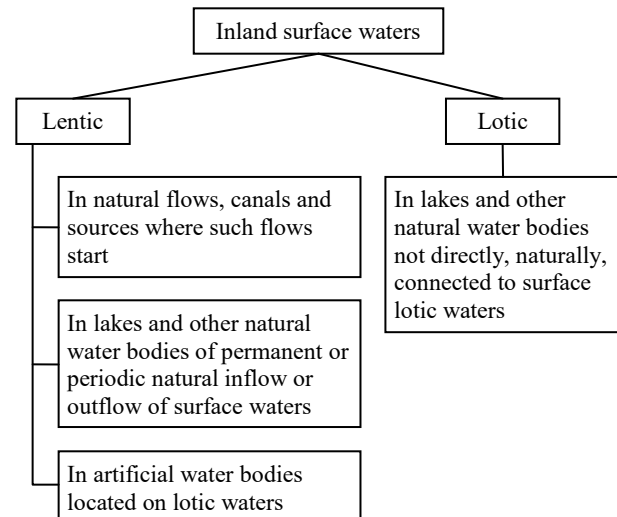 Inland surface waters
Lentic
Lotic
In natural flows, canals and
sources where such flows
start
In lakes and other natural
water bodies of permanent or
periodic natural inflow or
outflow of surface waters
In artificial water bodies
located on lotic waters
In lakes and other
natural water bodies
not directly, naturally,
connected to surface
lotic waters